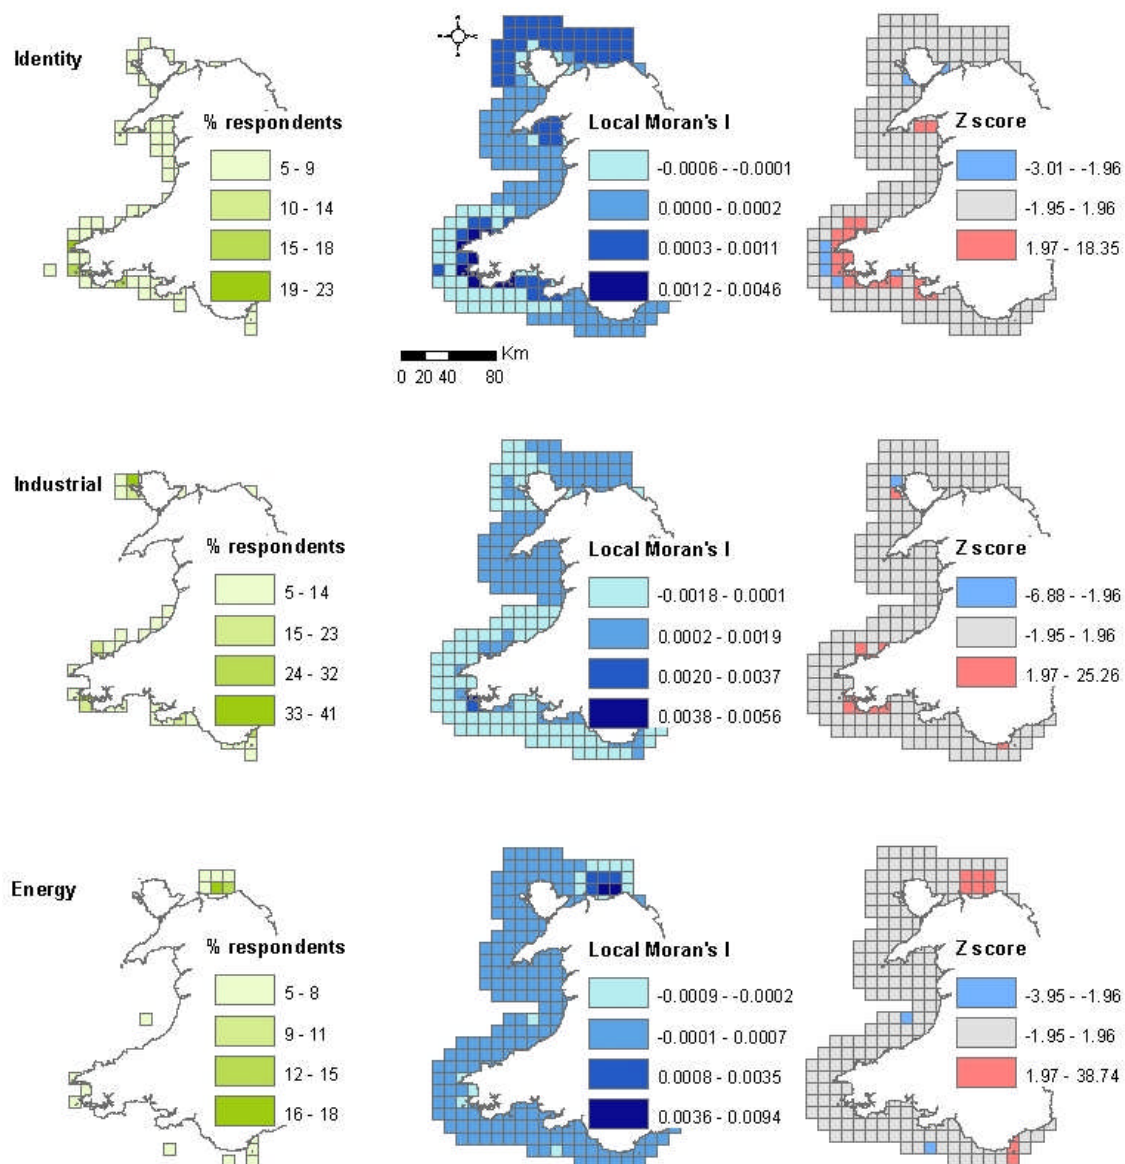 Identity
% respondents
5 - 9
10 - 14
15 - 18
19 - 23
Local Moran's I
-0.0006 - -0.0001
0.0000 - 0.0002
0.0003 - 0.0011
0.0012 - 0.0046
Z score
-3.01 - -1.96
-1.95 - 1.96
1.97 - 18.35
Km
0 20 40 80
Industrial
% respondents
5 - 14
15 - 23
24 - 32
33 - 41
Local Moran's I
-0.0018 - 0.0001
0.0002 - 0.0019
0.0020 - 0.0037
0.0038 - 0.0056
Z score
-6.88 - -1.96
-1.95 - 1.96
1.97 - 25.26
Energy
% respondents
5 - 8
9 - 11
12 - 15
16 - 18
Local Moran's I
-0.0009 - -0.0002
-0.0001 - 0.0007
0.0008 - 0.0035
0.0036 - 0.0094
Z score
-3.95 - -1.96
-1.95 - 1.96
1.97 - 38.74